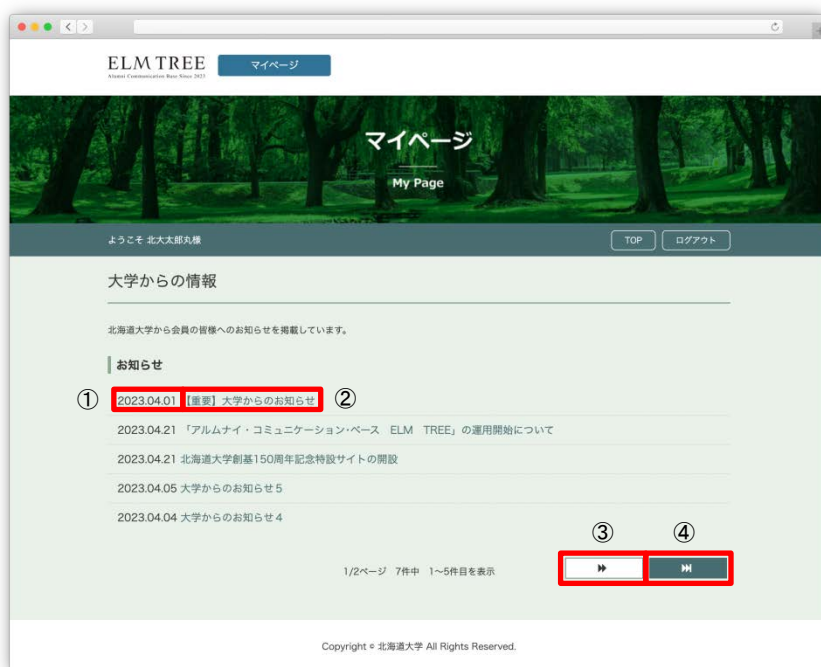 ELM TREE
Alumni Communication Base Since 2023
マイページ
マイページ
My Page
ようこそ 北大太郎丸様
TOP
ログアウト
大学からの情報
北海道大学から会員の皆様へのお知らせを掲載しています。
お知らせ
① 2023.04.01 【重要】大学からのお知らせ ②
2023.04.21 「アルムナイ・コミュニケーション・ベース ELM TREE」の運用開始について
2023.04.21 北海道大学創基150周年記念特設サイトの開設
2023.04.05 大学からのお知らせ5
2023.04.04 大学からのお知らせ4
③ ④
1/2ページ 7件中 1～5件目を表示
Copyright © 北海道大学 All Rights Reserved.